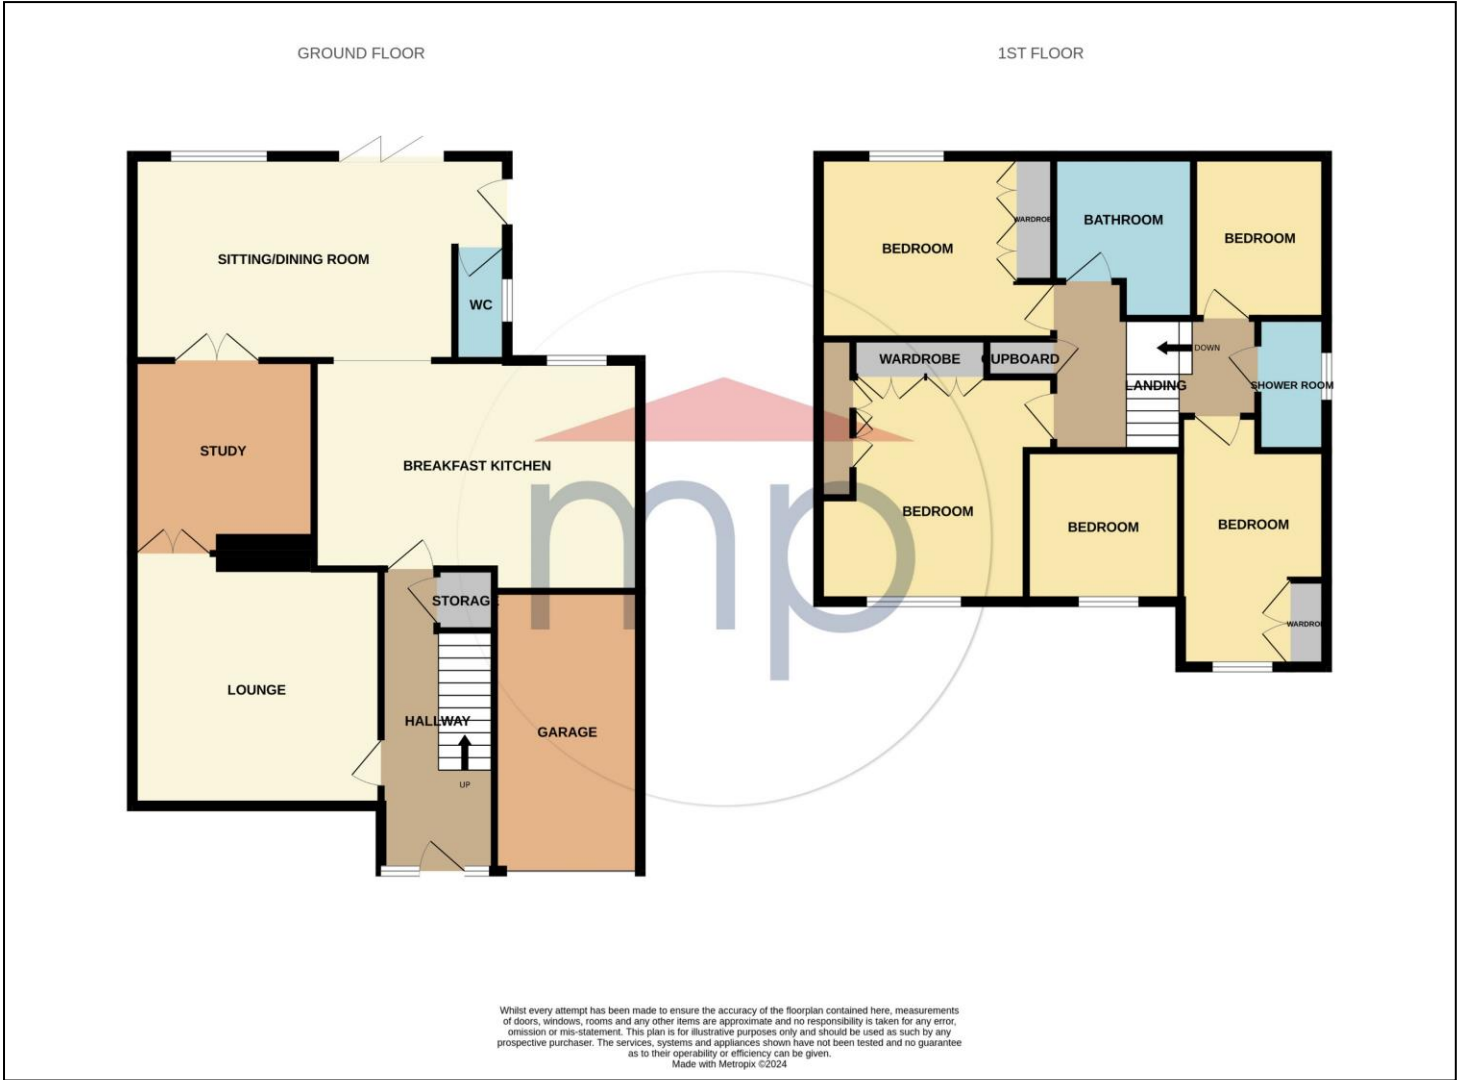 GROUND FLOOR
1ST FLOOR
SITTING/DINING ROOM
WC
STUDY
BREAKFAST KITCHEN
STORAGE
LOUNGE
HALLWAY
UP
GARAGE
BEDROOM
WARDROBE
BATHROOM
BEDROOM
WARDROBE
CUPBOARD
DOWN
LANDING
SHOWER ROOM
BEDROOM
BEDROOM
BEDROOM
WARDROBE
mp
Whilst every attempt has been made to ensure the accuracy of the floorplan contained here, measurements
of doors, windows, rooms and any other items are approximate and no responsibility is taken for any error,
omission or mis-statement. This plan is for illustrative purposes only and should be used as such by any
prospective purchaser. The services, systems and appliances shown have not been tested and no guarantee
as to their operability or efficiency can be given.
Made with Metropix ©2024